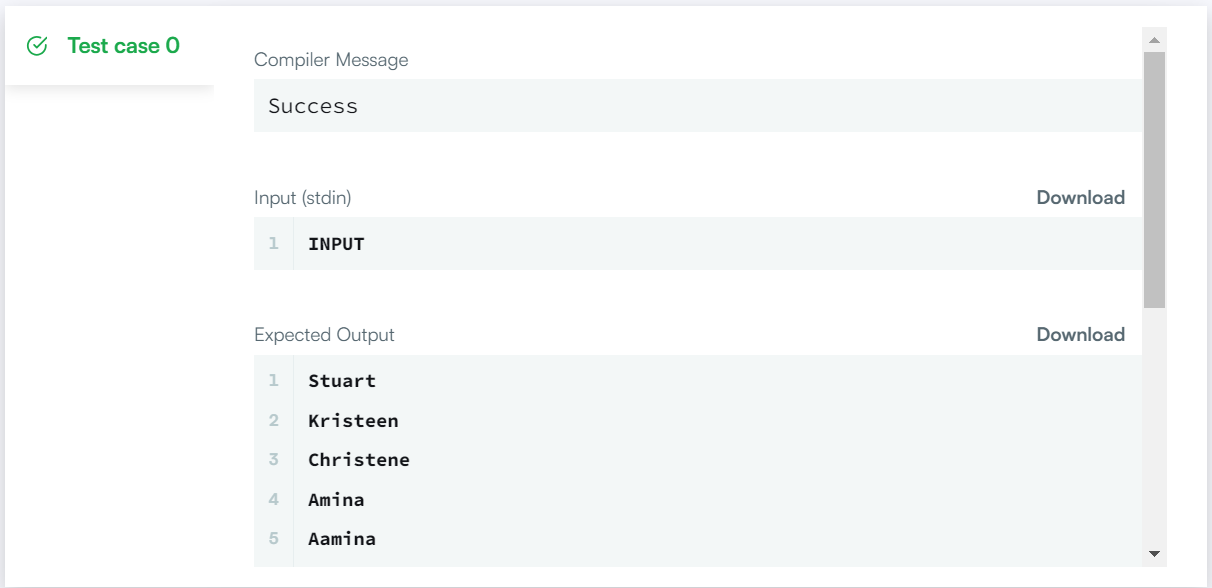 Test case 0
Compiler Message
Success
Input (stdin) Download
1 INPUT
Expected Output Download
1 Stuart
2 Kristeen
3 Christene
4 Amina
5 Aamina